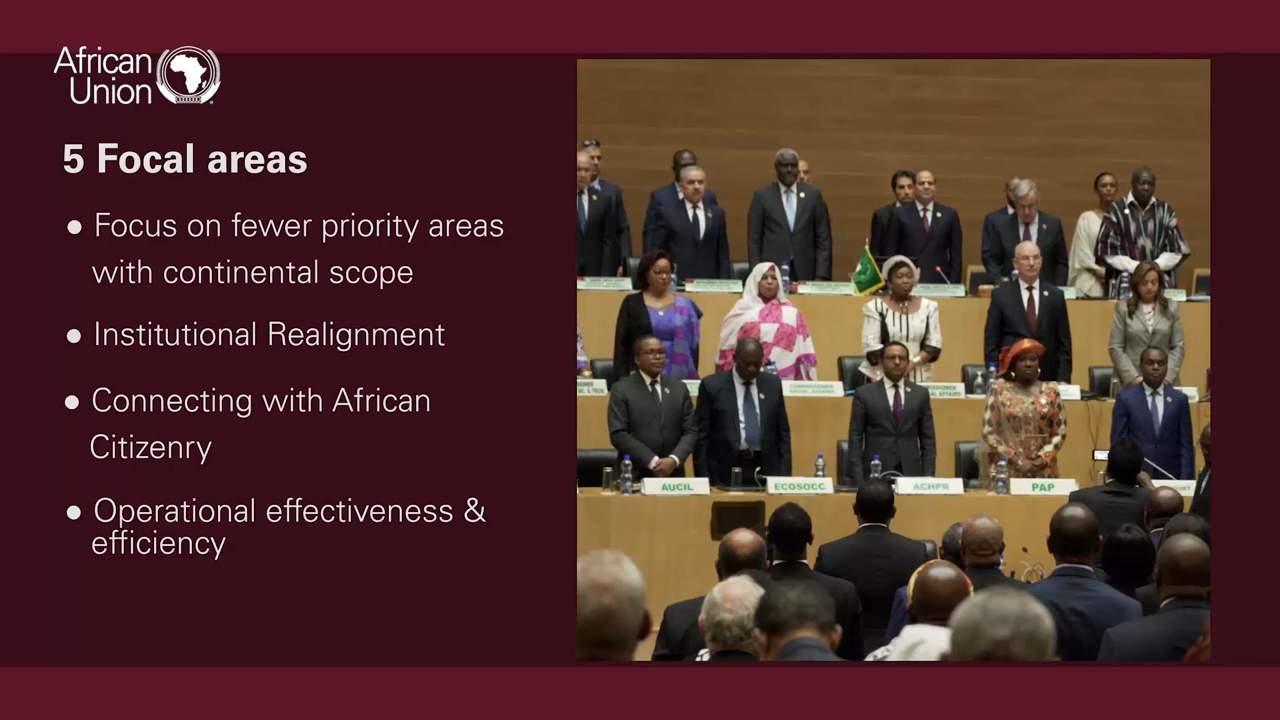 African
Union
5 Focal areas
● Focus on fewer priority areas
with continental scope
● Institutional Realignment
● Connecting with African
Citizenry
● Operational effectiveness &
efficiency
AUCIL
ECOSOCC
ACHPR
PAP